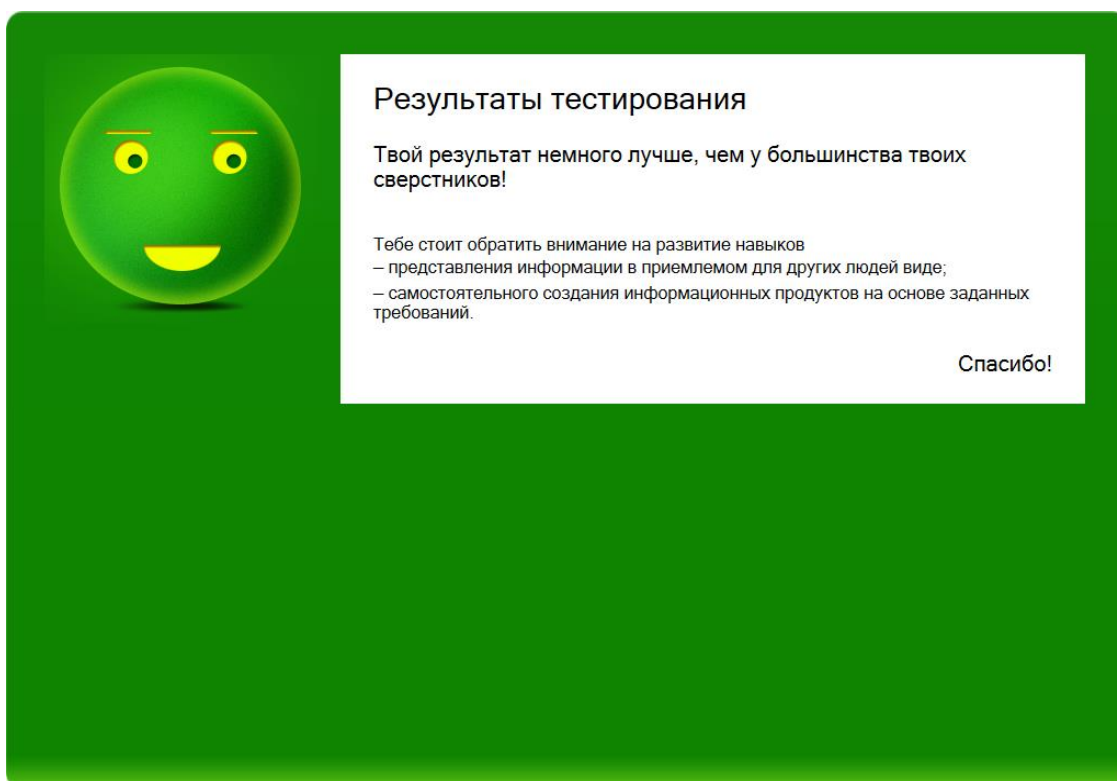 Результаты тестирования
Твой результат немного лучше, чем у большинства твоих
сверстников!
Тебе стоит обратить внимание на развитие навыков
– представления информации в приемлемом для других людей виде;
– самостоятельного создания информационных продуктов на основе заданных
требований.
Спасибо!